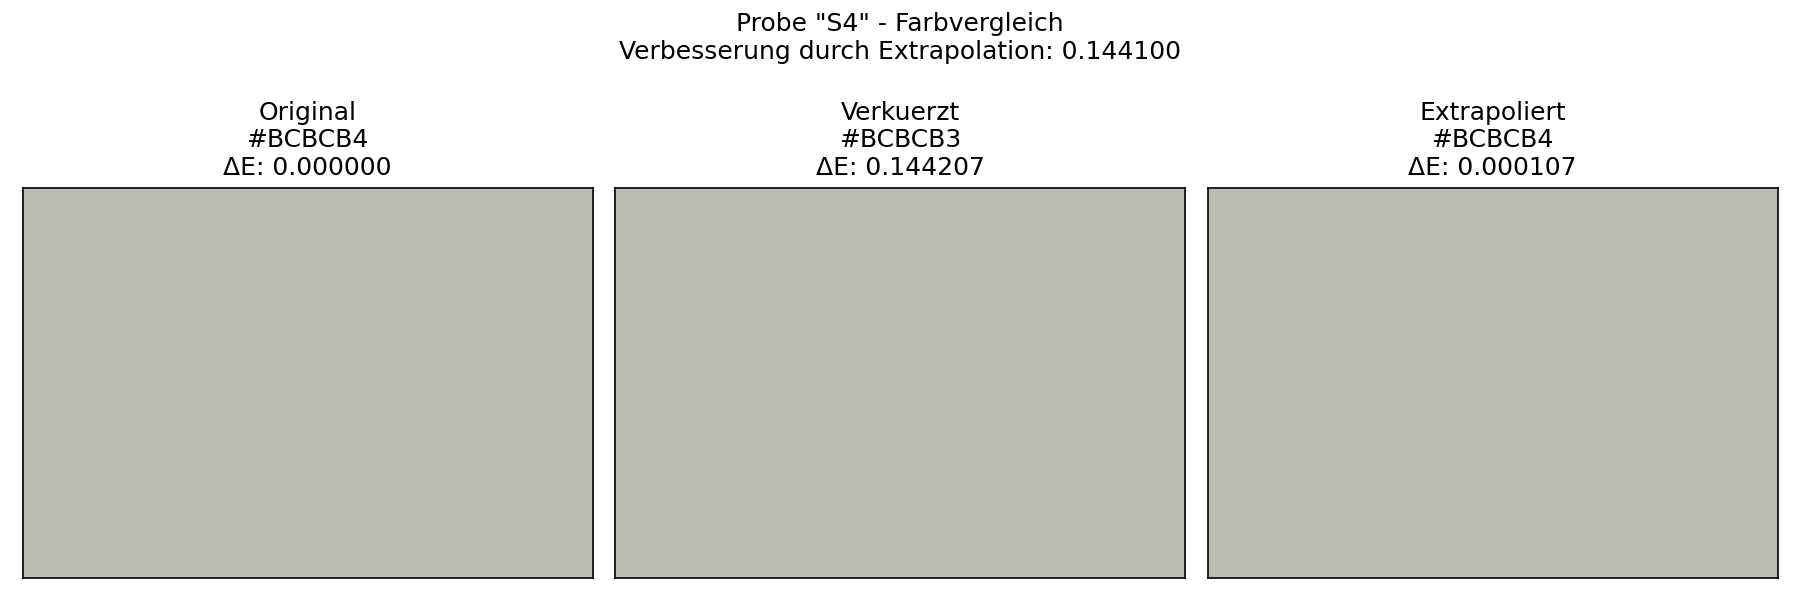 Probe "S4" - Farbvergleich
Verbesserung durch Extrapolation: 0.144100
Original
#BCBCB4
ΔE: 0.000000
Verkuerzt
#BCBCB3
ΔE: 0.144207
Extrapoliert
#BCBCB4
ΔE: 0.000107